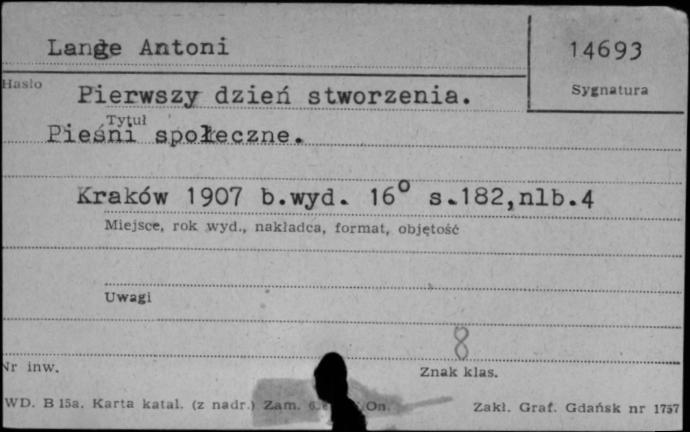 Lange Antoni
14693
Hasło
Sygnatura
Pierwszy dzień stworzenia.
Tytuł
Pieśni społeczne.
Kraków 1907 b.wyd. 16° s.182,nlb.4
Miejsce, rok wyd., nakładca, format, objętość
Uwagi
8
Nr inw.
Znak klas.
WD. B 15a. Karta katal. (z nadr.) Zam.
Zakł. Graf. Gdańsk nr 1757